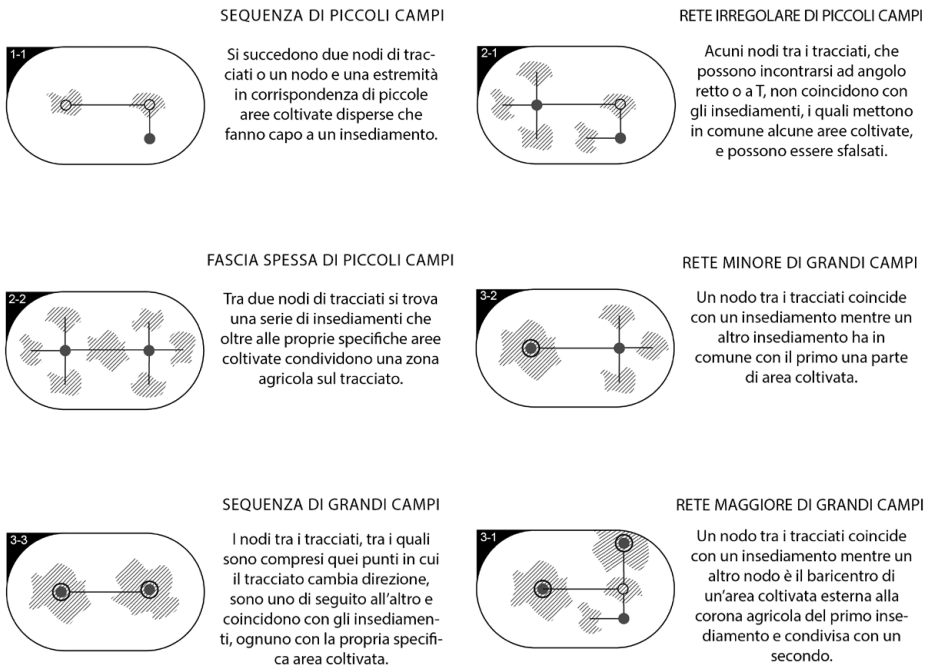 SEQUENZA DI PICCOLI CAMPI
1-1
Si succedono due nodi di trac-
ciati o un nodo e una estremità
in corrispondenza di piccole
aree coltivate disperse che
fanno capo a un insediamento.
RETE IRREGOLARE DI PICCOLI CAMPI
2-1
Acuni nodi tra i tracciati, che
possono incontrarsi ad angolo
retto o a T, non coincidono con
gli insediamenti, i quali mettono
in comune alcune aree coltivate,
e possono essere sfalsati.
FASCIA SPESSA DI PICCOLI CAMPI
2-2
Tra due nodi di tracciati si trova
una serie di insediamenti che
oltre alle proprie specifiche aree
coltivate condividono una zona
agricola sul tracciato.
RETE MINORE DI GRANDI CAMPI
3-2
Un nodo tra i tracciati coincide
con un insediamento mentre un
altro insediamento ha in
comune con il primo una parte
di area coltivata.
SEQUENZA DI GRANDI CAMPI
3-3
I nodi tra i tracciati, tra i quali
sono compresi quei punti in cui
il tracciato cambia direzione,
sono uno di seguito all'altro e
coincidono con gli insediamen-
ti, ognuno con la propria specifi-
ca area coltivata.
RETE MAGGIORE DI GRANDI CAMPI
3-1
Un nodo tra i tracciati coincide
con un insediamento mentre un
altro nodo è il baricentro di
un'area coltivata esterna alla
corona agricola del primo inse-
diamento e condivisa con un
secondo.